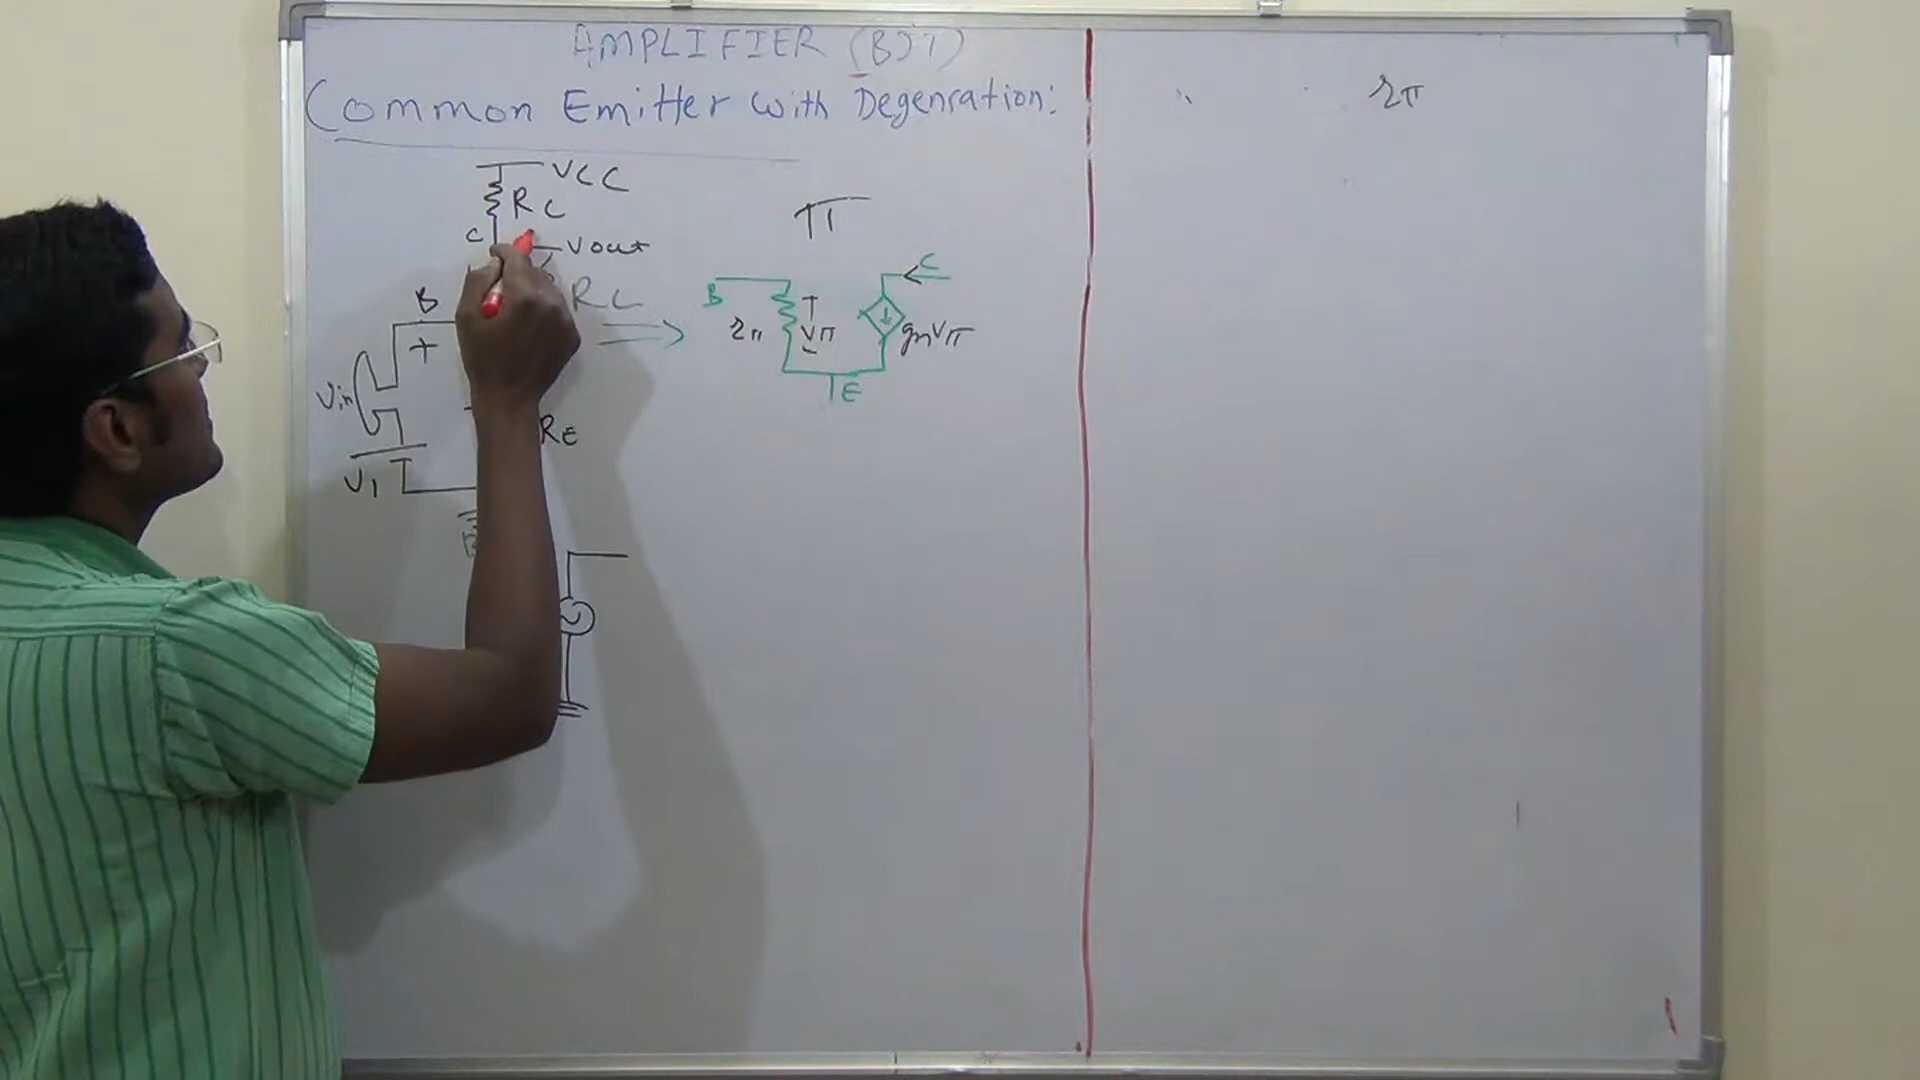 AMPLIFIER (BJT)
Common Emitter with Degenration:
rπ
VCC
RC
C
Vout
π
RL
B
+
Vin
V1
RE
B
rπ
+
Vπ
-
C
gmVπ
E